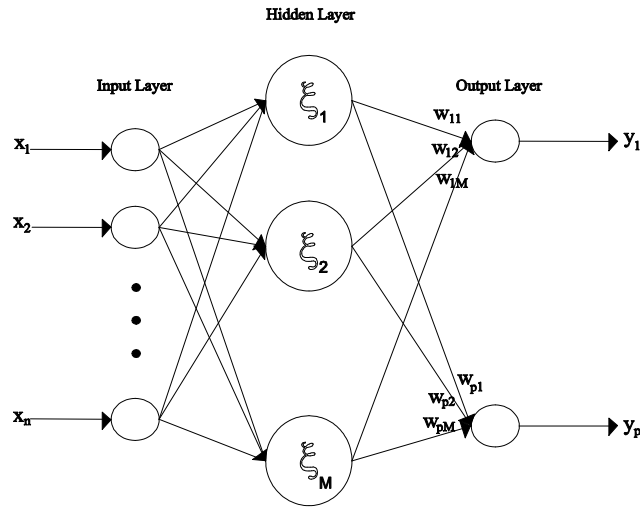 Hidden Layer
Input Layer
Output Layer
x1
x2
xn
ξ1
ξ2
ξM
w11
w12
w1M
wp1
wp2
wpM
y1
yp